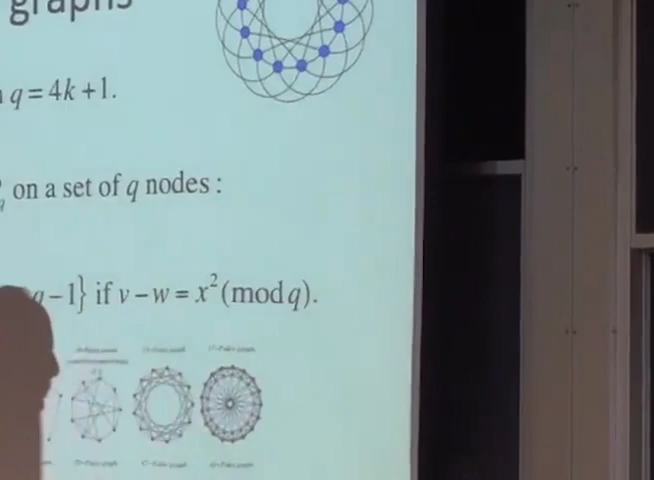 graphs
q = 4k + 1.
q on a set of q nodes :
q − 1} if v − w = x² (mod q).